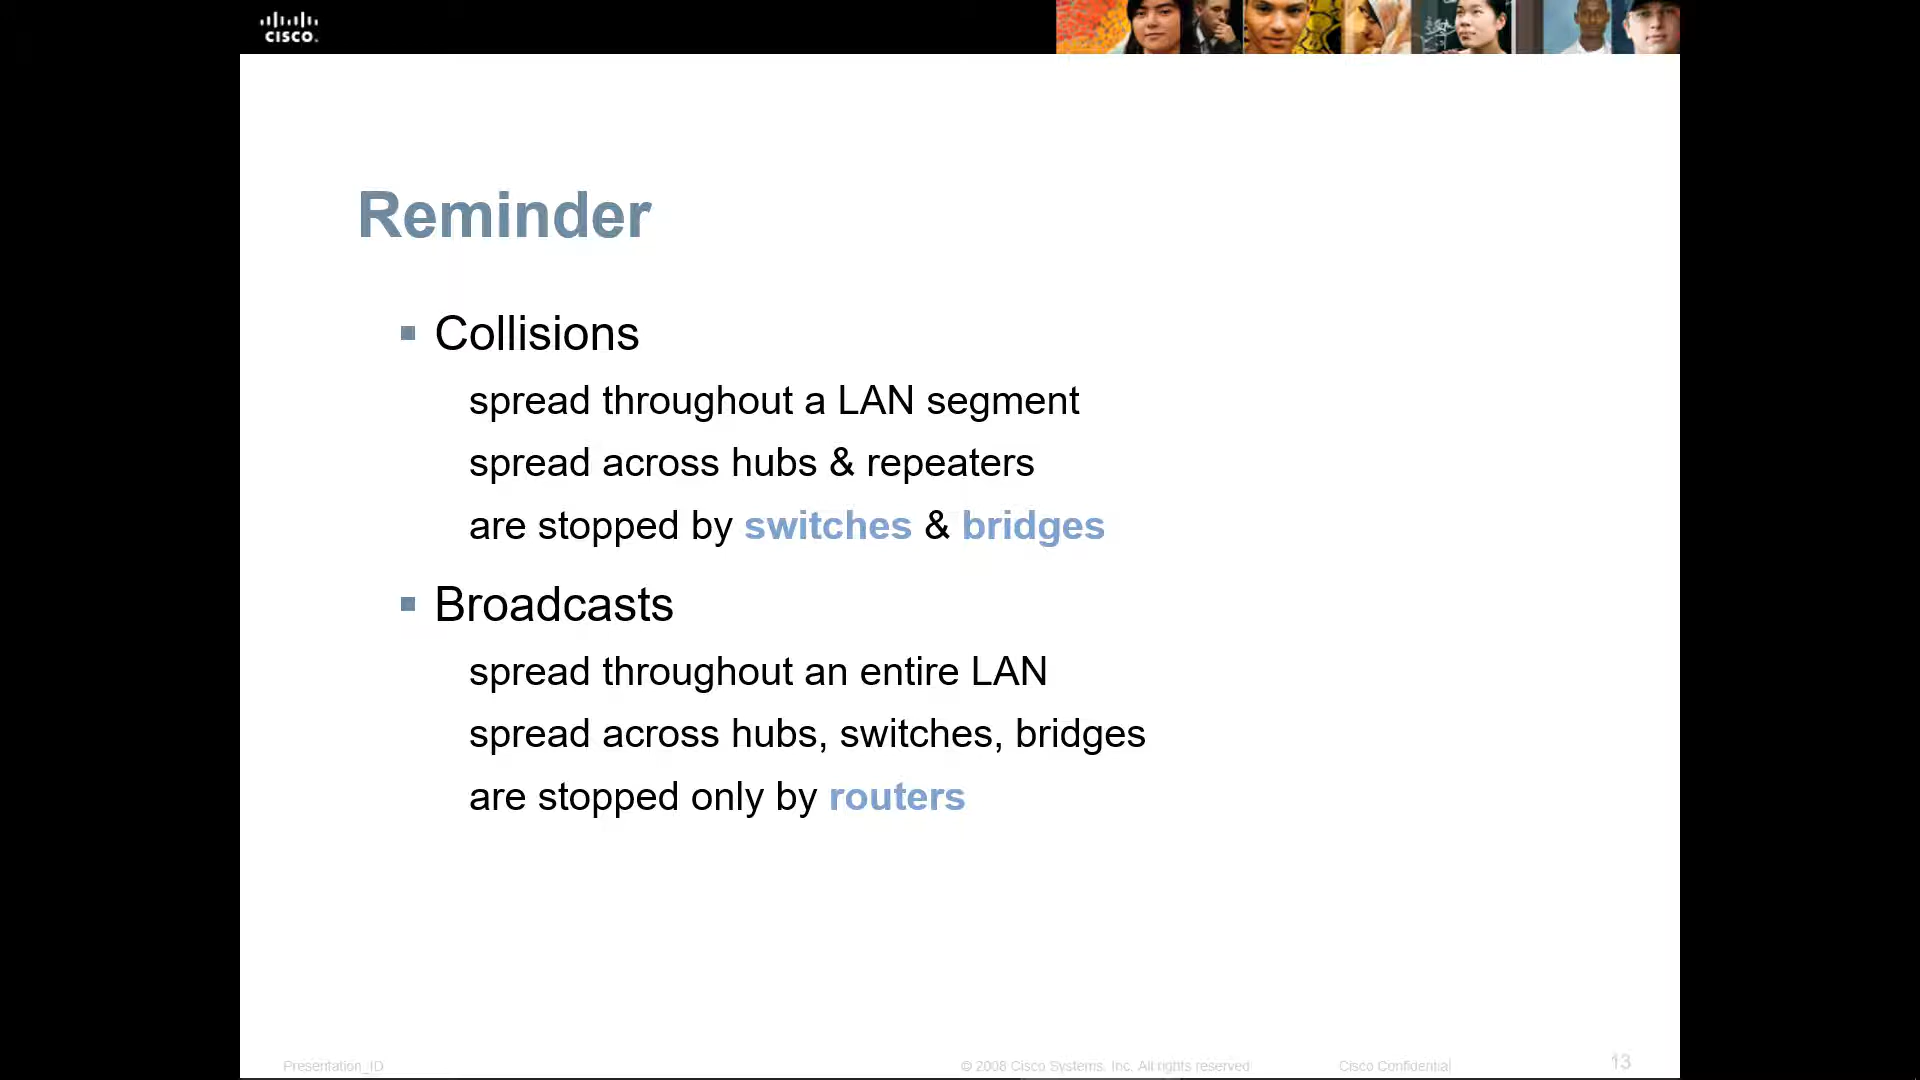 CISCO.
Reminder
Collisions
spread throughout a LAN segment
spread across hubs & repeaters
are stopped by switches & bridges
Broadcasts
spread throughout an entire LAN
spread across hubs, switches, bridges
are stopped only by routers
Presentation_ID
© 2008 Cisco Systems, Inc. All rights reserved
Cisco Confidential
13